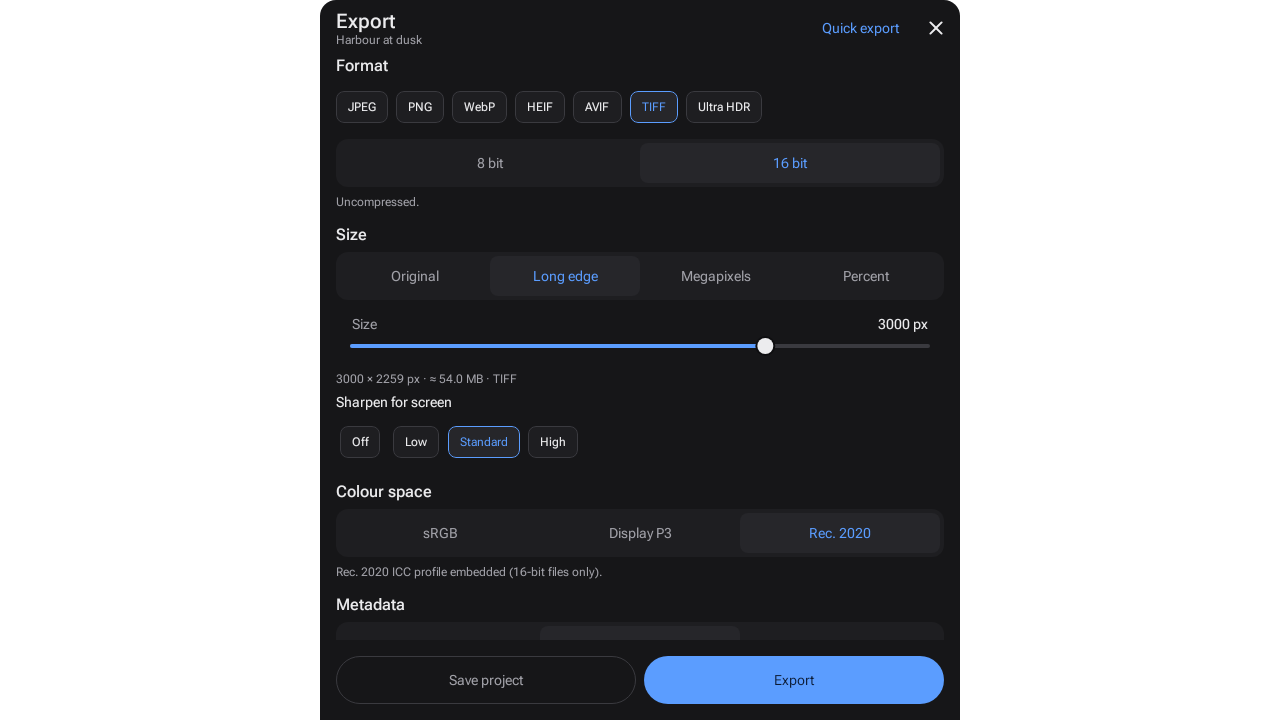 Export
Harbour at dusk
Quick export
Format
JPEG PNG WebP HEIF AVIF TIFF Ultra HDR
8 bit 16 bit
Uncompressed.
Size
Original Long edge Megapixels Percent
Size 3000 px
3000 × 2259 px · ≈ 54.0 MB · TIFF
Sharpen for screen
Off Low Standard High
Colour space
sRGB Display P3 Rec. 2020
Rec. 2020 ICC profile embedded (16-bit files only).
Metadata
Save project Export